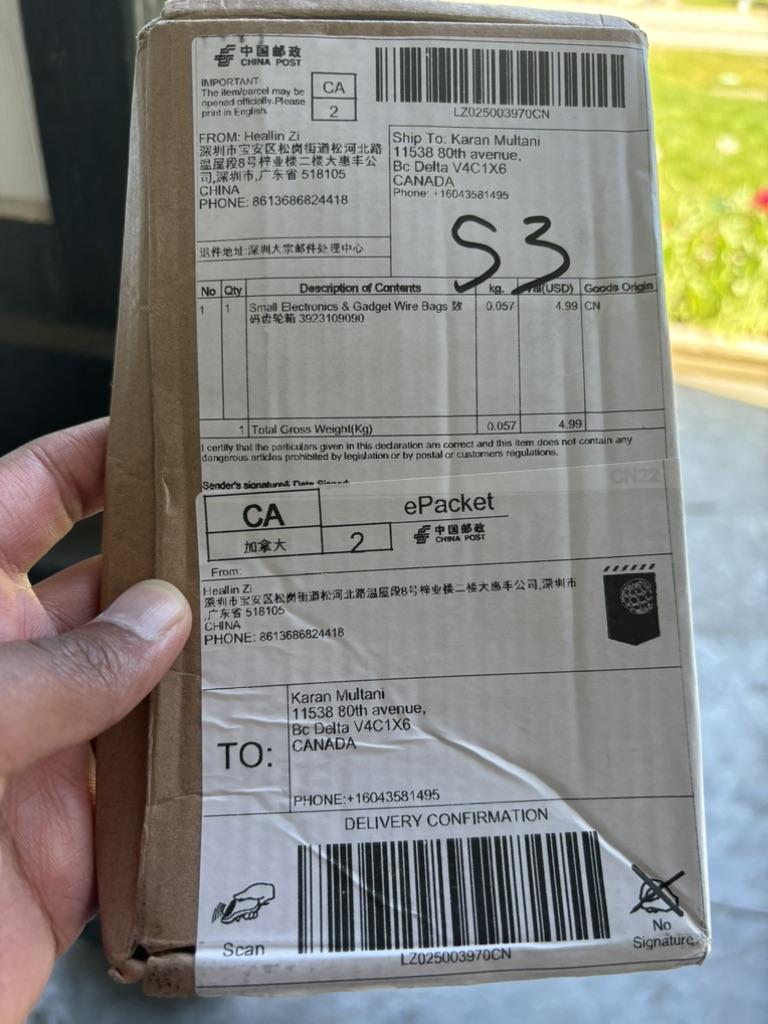 中国邮政
CHINA POST
IMPORTANT:
The item/parcel may be
opened officially.Please
print in English.
CA
2
LZ025003970CN
FROM: Heallin Zi
深圳市宝安区松岗街道松河北路
温屋段8号梓业楼二楼大惠丰公
司,深圳市,广东省 518105
CHINA
PHONE: 8613686824418
Ship To: Karan Multani
11538 80th avenue,
Bc Delta V4C1X6
CANADA
Phone: +16043581495
退件地址:深圳大宗邮件处理中心
S3
No Qty Description of Contents kg. Val(USD) Goods Origin
1 1 Small Electronics & Gadget Wire Bags 数 0.057 4.99 CN
码齿轮箱 3923109090
1 Total Gross Weight(Kg) 0.057 4.99
I certify that the particulars given in this declaration are correct and this item does not contain any
dangerous articles prohibited by legislation or by postal or customers regulations.
Sender's signature& Date Signed
CN22
CA
加拿大
2
ePacket
中国邮政
CHINA POST
From:
Heallin Zi
深圳市宝安区松岗街道松河北路温屋段8号梓业楼二楼大惠丰公司,深圳市
,广东省 518105
CHINA
PHONE: 8613686824418
TO:
Karan Multani
11538 80th avenue,
Bc Delta V4C1X6
CANADA
PHONE:+16043581495
DELIVERY CONFIRMATION
Scan
LZ025003970CN
No
Signature